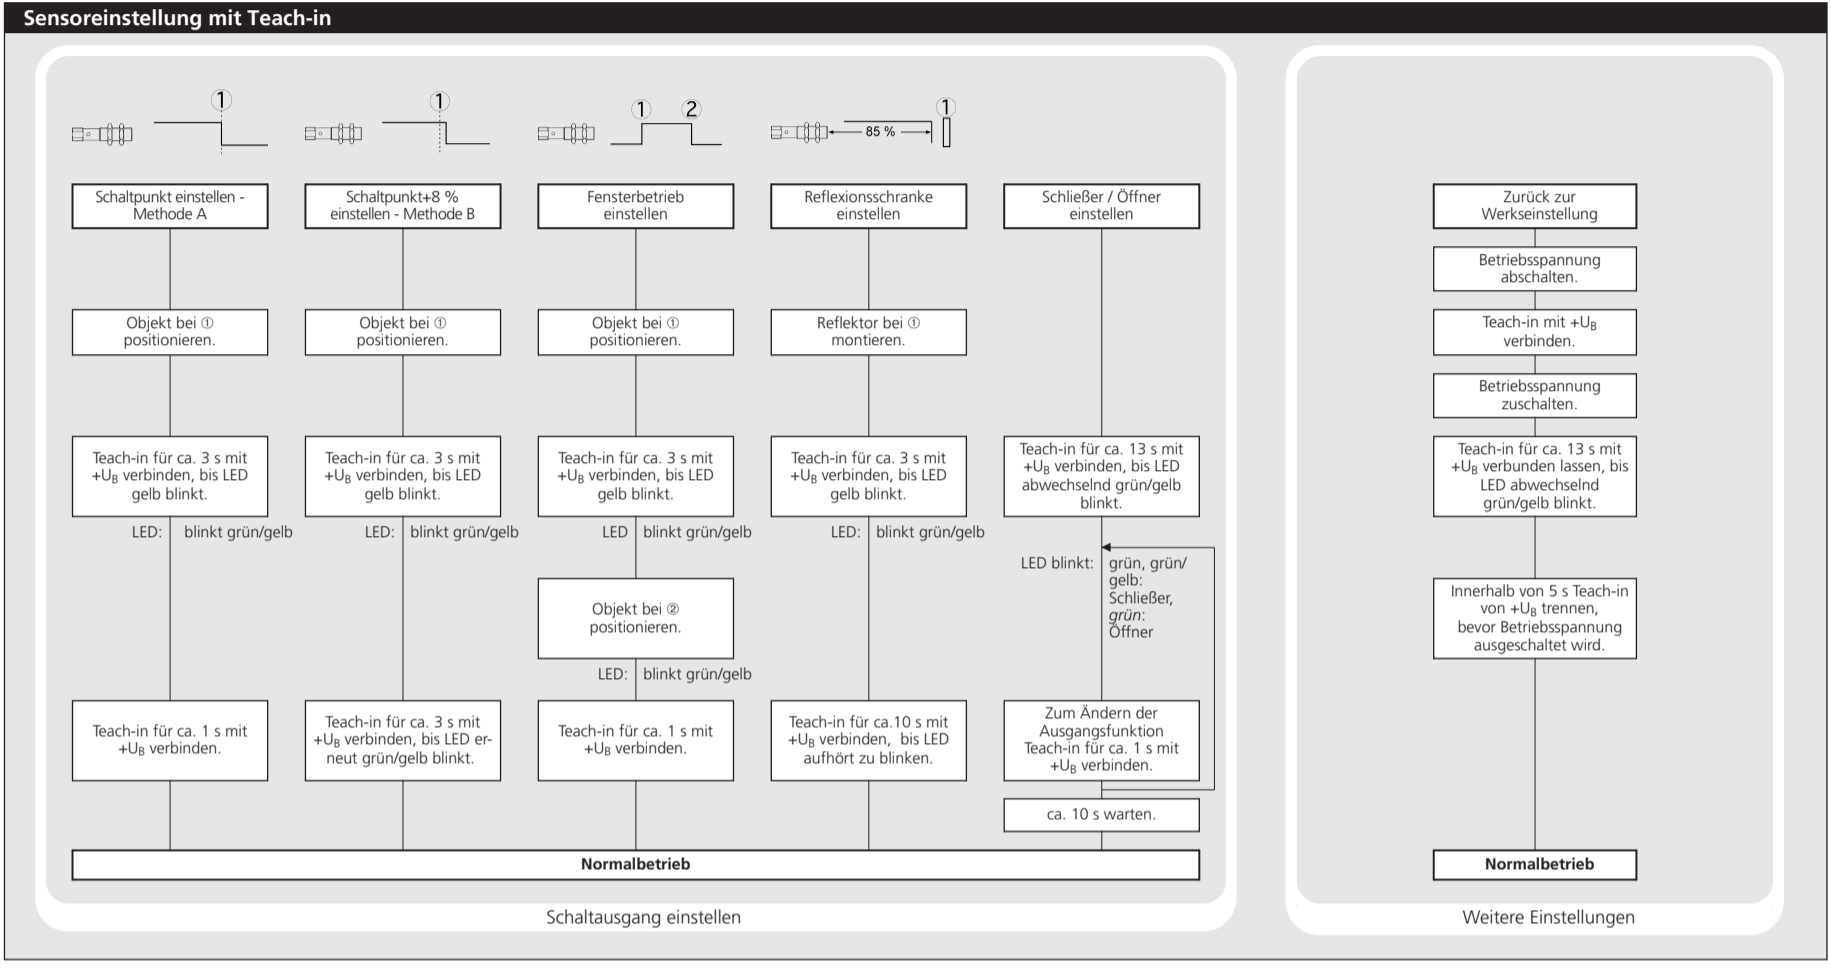 Sensoreinstellung mit Teach-in
①
①
① ②
①
85 %
Schaltpunkt einstellen -
Methode A
Objekt bei ①
positionieren.
Teach-in für ca. 3 s mit
+UB verbinden, bis LED
gelb blinkt.
LED: blinkt grün/gelb
Teach-in für ca. 1 s mit
+UB verbinden.
Schaltpunkt+8 %
einstellen - Methode B
Objekt bei ①
positionieren.
Teach-in für ca. 3 s mit
+UB verbinden, bis LED
gelb blinkt.
LED: blinkt grün/gelb
Teach-in für ca. 3 s mit
+UB verbinden, bis LED er-
neut grün/gelb blinkt.
Fensterbetrieb
einstellen
Objekt bei ①
positionieren.
Teach-in für ca. 3 s mit
+UB verbinden, bis LED
gelb blinkt.
LED blinkt grün/gelb
Objekt bei ②
positionieren.
LED: blinkt grün/gelb
Teach-in für ca. 1 s mit
+UB verbinden.
Reflexionsschranke
einstellen
Reflektor bei ①
montieren.
Teach-in für ca. 3 s mit
+UB verbinden, bis LED
gelb blinkt.
LED: blinkt grün/gelb
Teach-in für ca.10 s mit
+UB verbinden, bis LED
aufhört zu blinken.
Schließer / Öffner
einstellen
Teach-in für ca. 13 s mit
+UB verbinden, bis LED
abwechselnd grün/gelb
blinkt.
LED blinkt: grün, grün/
gelb:
Schließer,
grün:
Öffner
Zum Ändern der
Ausgangsfunktion
Teach-in für ca. 1 s mit
+UB verbinden.
ca. 10 s warten.
Normalbetrieb
Schaltausgang einstellen
Zurück zur
Werkseinstellung
Betriebsspannung
abschalten.
Teach-in mit +UB
verbinden.
Betriebsspannung
zuschalten.
Teach-in für ca. 13 s mit
+UB verbunden lassen, bis
LED abwechselnd
grün/gelb blinkt.
Innerhalb von 5 s Teach-in
von +UB trennen,
bevor Betriebsspannung
ausgeschaltet wird.
Normalbetrieb
Weitere Einstellungen